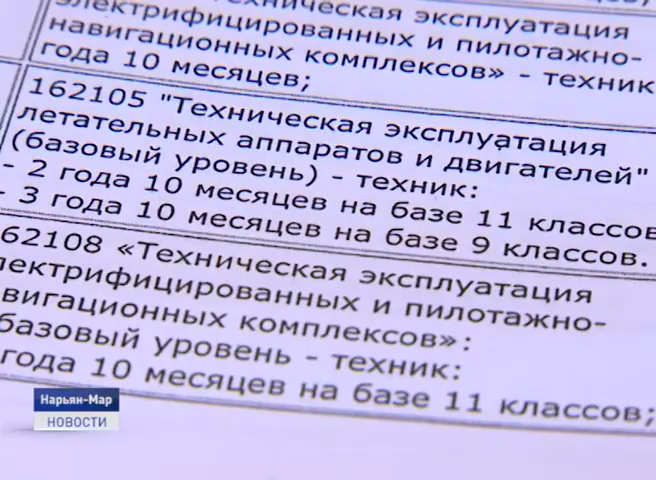 Техническая эксплуатация
электрифицированных и пилотажно-
навигационных комплексов» - техник
года 10 месяцев;
162105 "Техническая эксплуатация
летательных аппаратов и двигателей"
(базовый уровень) - техник:
- 2 года 10 месяцев на базе 11 классов
- 3 года 10 месяцев на базе 9 классов.
62108 «Техническая эксплуатация
лектрифицированных и пилотажно-
вигационных комплексов»:
базовый уровень - техник:
года 10 месяцев на базе 11 классов;
Нарьян-Мар
НОВОСТИ